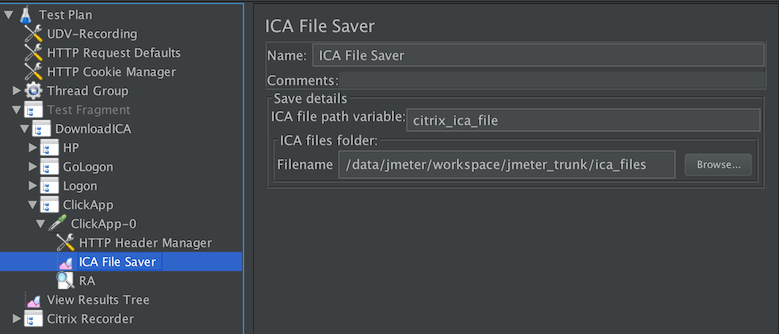 Test Plan
UDV-Recording
HTTP Request Defaults
HTTP Cookie Manager
Thread Group
Test Fragment
DownloadICA
HP
GoLogon
Logon
ClickApp
ClickApp-0
HTTP Header Manager
ICA File Saver
RA
View Results Tree
Citrix Recorder
ICA File Saver
Name: ICA File Saver
Comments:
Save details
ICA file path variable: citrix_ica_file
ICA files folder:
Filename /data/jmeter/workspace/jmeter_trunk/ica_files Browse...